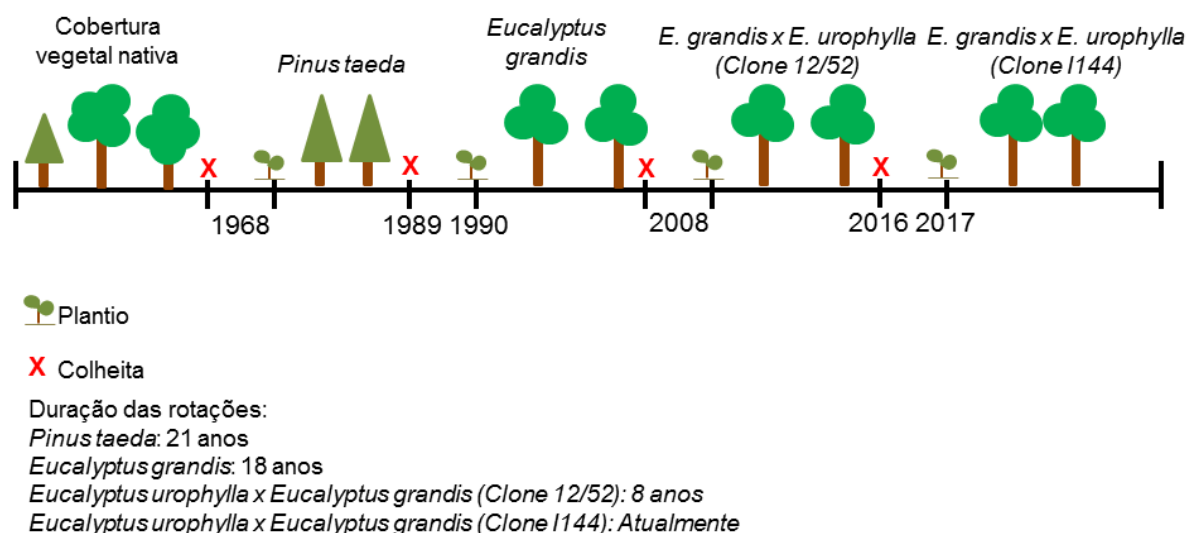 Cobertura
vegetal nativa
Pinus taeda
Eucalyptus
grandis
E. grandis x E. urophylla
(Clone 12/52)
E. grandis x E. urophylla
(Clone I144)
X
X
X
X
1968
1989 1990
2008
2016 2017
Plantio
X Colheita
Duração das rotações:
Pinus taeda: 21 anos
Eucalyptus grandis: 18 anos
Eucalyptus urophylla x Eucalyptus grandis (Clone 12/52): 8 anos
Eucalyptus urophylla x Eucalyptus grandis (Clone I144): Atualmente